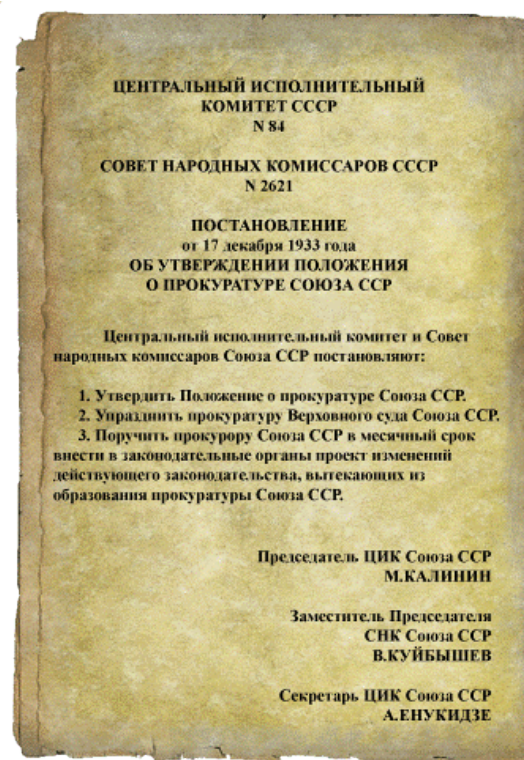 ЦЕНТРАЛЬНЫЙ ИСПОЛНИТЕЛЬНЫЙ
КОМИТЕТ СССР
N 84
СОВЕТ НАРОДНЫХ КОМИССАРОВ СССР
N 2621
ПОСТАНОВЛЕНИЕ
от 17 декабря 1933 года
ОБ УТВЕРЖДЕНИИ ПОЛОЖЕНИЯ
О ПРОКУРАТУРЕ СОЮЗА ССР
Центральный исполнительный комитет и Совет
народных комиссаров Союза ССР постановляют:
1. Утвердить Положение о прокуратуре Союза ССР.
2. Упразднить прокуратуру Верховного суда Союза ССР.
3. Поручить прокурору Союза ССР в месячный срок
внести в законодательные органы проект изменений
действующего законодательства, вытекающих из
образования прокуратуры Союза ССР.
Председатель ЦИК Союза ССР
М.КАЛИНИН
Заместитель Председателя
СНК Союза ССР
В.КУЙБЫШЕВ
Секретарь ЦИК Союза ССР
А.ЕНУКИДЗЕ